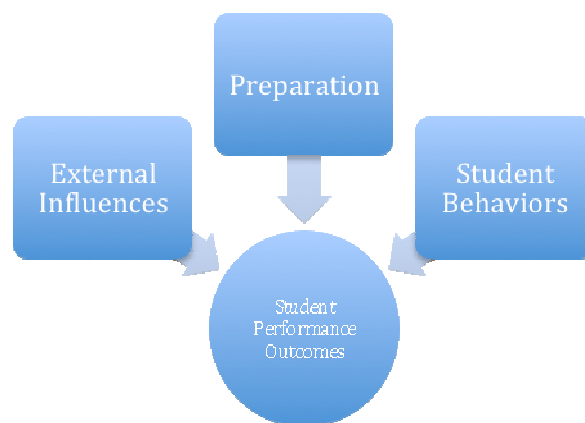 Preparation
External
Influences
Student
Behaviors
Student
Performance
Outcomes